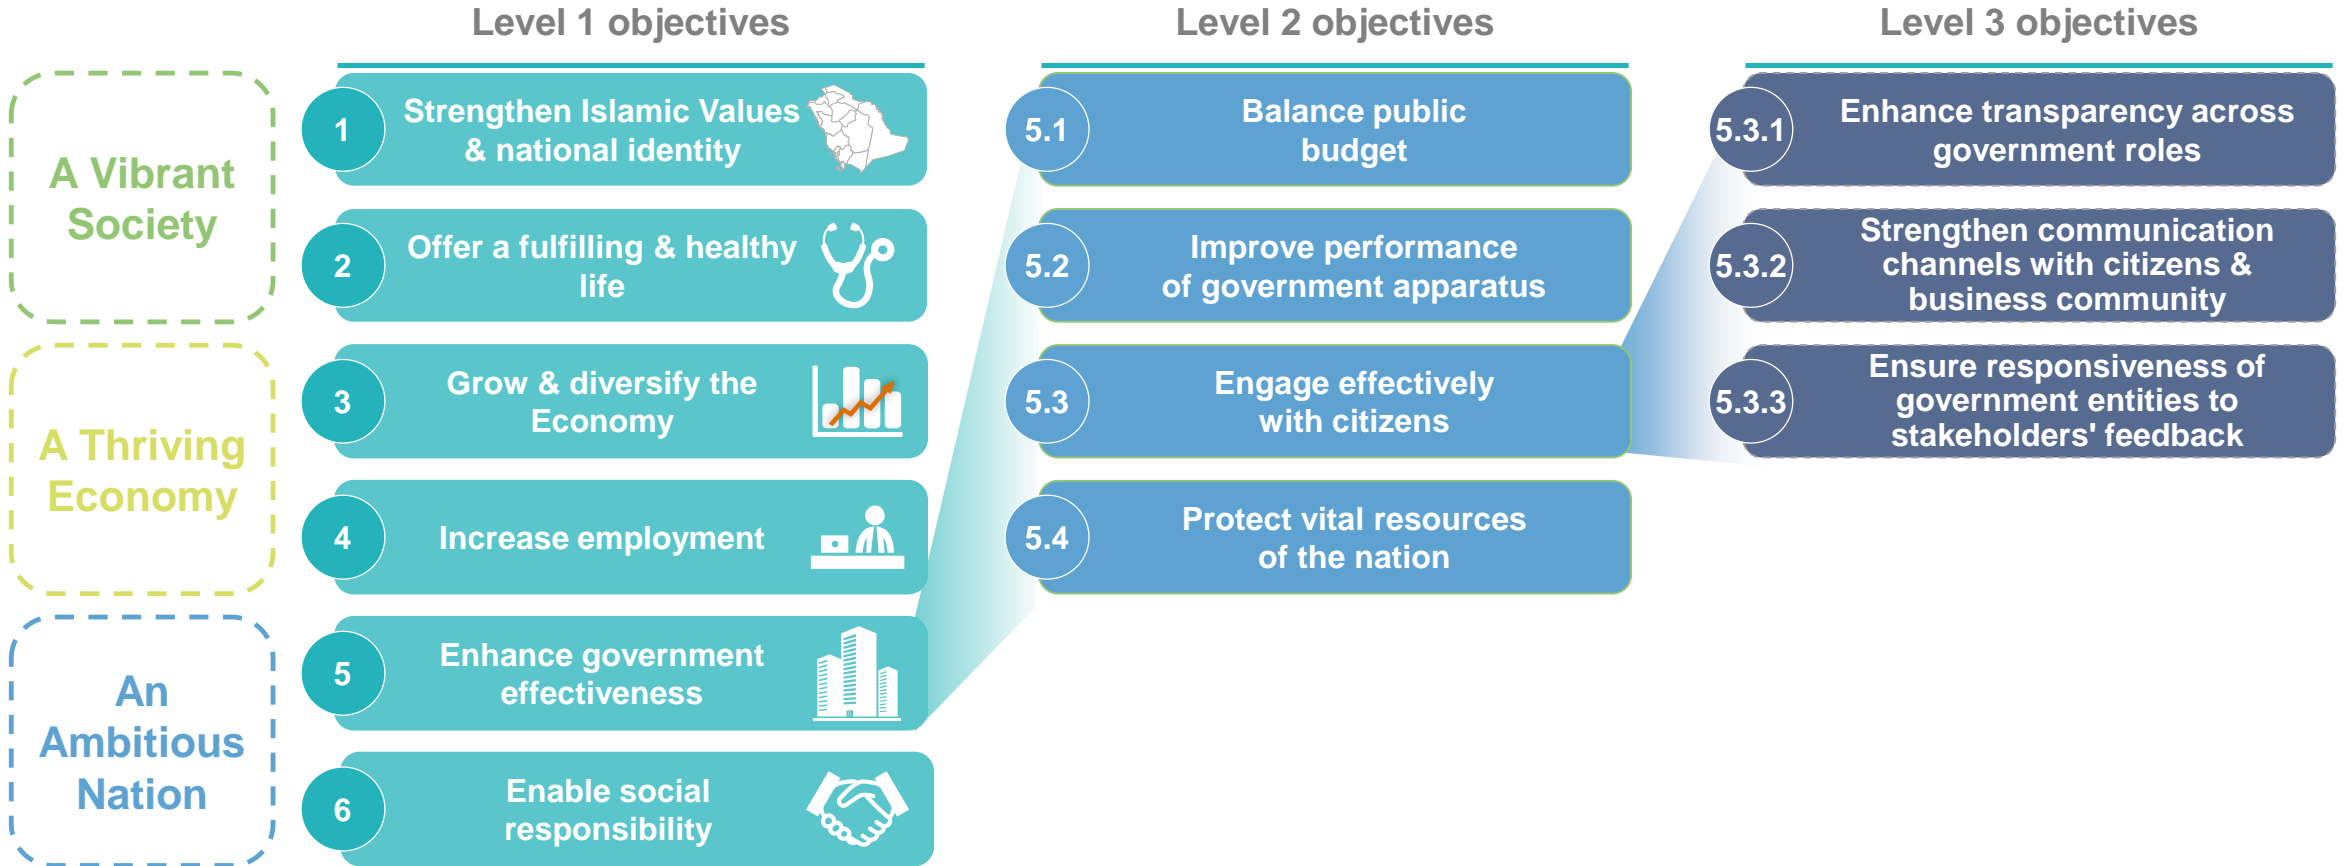 Level 1 objectives
Level 2 objectives
Level 3 objectives
A Vibrant
Society
A Thriving
Economy
An
Ambitious
Nation
1
Strengthen Islamic Values
& national identity
2
Offer a fulfilling & healthy
life
3
Grow & diversify the
Economy
4
Increase employment
5
Enhance government
effectiveness
6
Enable social
responsibility
5.1
Balance public
budget
5.2
Improve performance
of government apparatus
5.3
Engage effectively
with citizens
5.4
Protect vital resources
of the nation
5.3.1
Enhance transparency across
government roles
5.3.2
Strengthen communication
channels with citizens &
business community
5.3.3
Ensure responsiveness of
government entities to
stakeholders' feedback